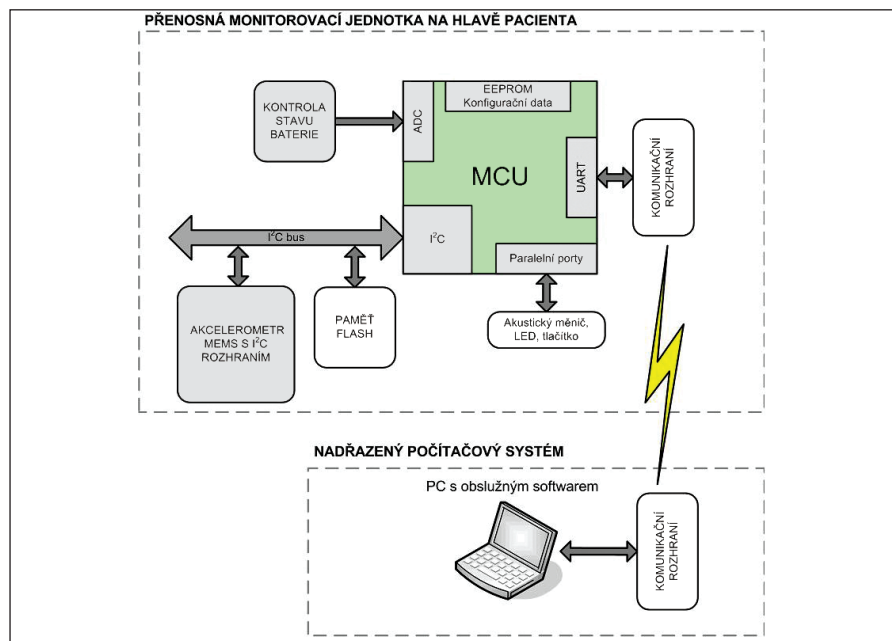 PŘENOSNÁ MONITOROVACÍ JEDNOTKA NA HLAVĚ PACIENTA
KONTROLA
STAVU
BATERIE
ADC
EEPROM
Konfigurační data
MCU
UART
KOMUNIKAČNÍ
ROZHRANÍ
I²C bus
I²C
Paralelní porty
AKCELEROMETR
MEMS S I²C
ROZHRANÍM
PAMĚŤ
FLASH
Akustický měnič,
LED, tlačítko
NADŘAZENÝ POČÍTAČOVÝ SYSTÉM
PC s obslužným softwarem
KOMUNIKAČNÍ
ROZHRANÍ